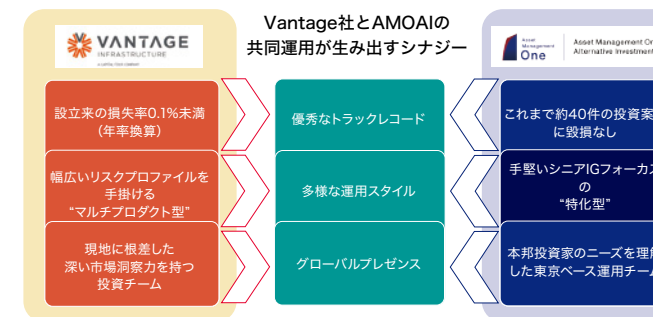 Vantage社とAMOAIの
共同運用が生み出すシナジー
VANTAGE
INFRASTRUCTURE
設立来の損失率0.1%未満
（年率換算）
幅広いリスクプロファイルを
手掛ける
“マルチプロダクト型”
現地に根差した
深い市場洞察力を持つ
投資チーム
優秀なトラックレコード
多様な運用スタイル
グローバルプレゼンス
Asset
Management
One
Asset Management On
Alternative Investment
これまで約40件の投資案
に毀損なし
手堅いシニアIGフォーカス
の
“特化型”
本邦投資家のニーズを理解
した東京ベース運用チーム